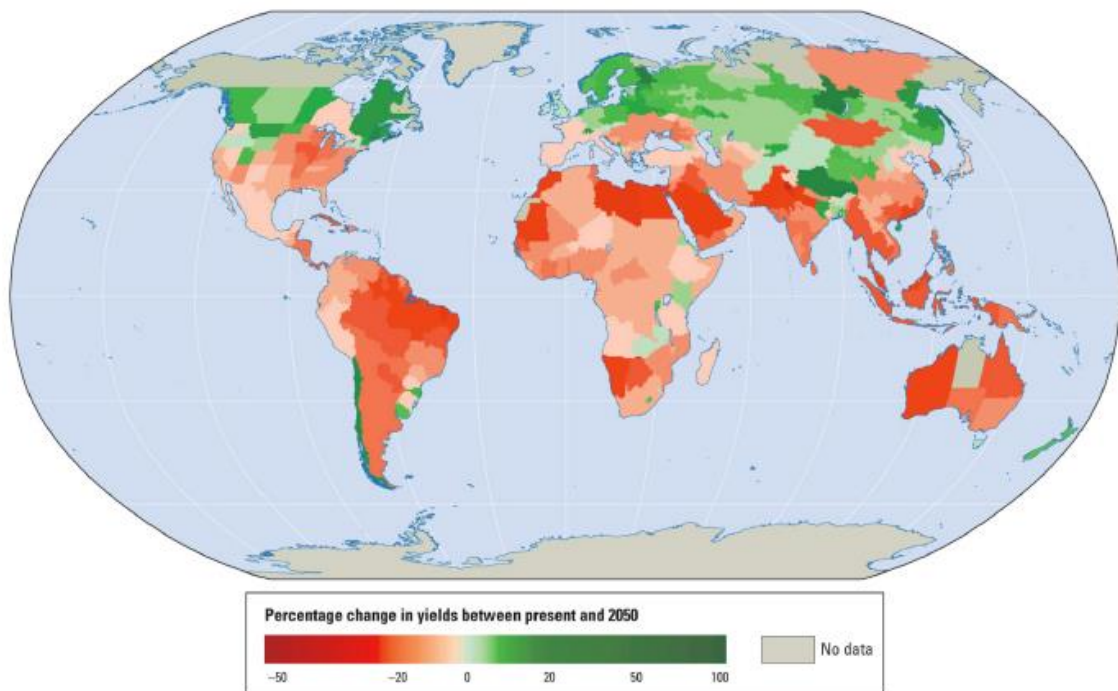 Percentage change in yields between present and 2050
No data
–50 –20 0 20 50 100